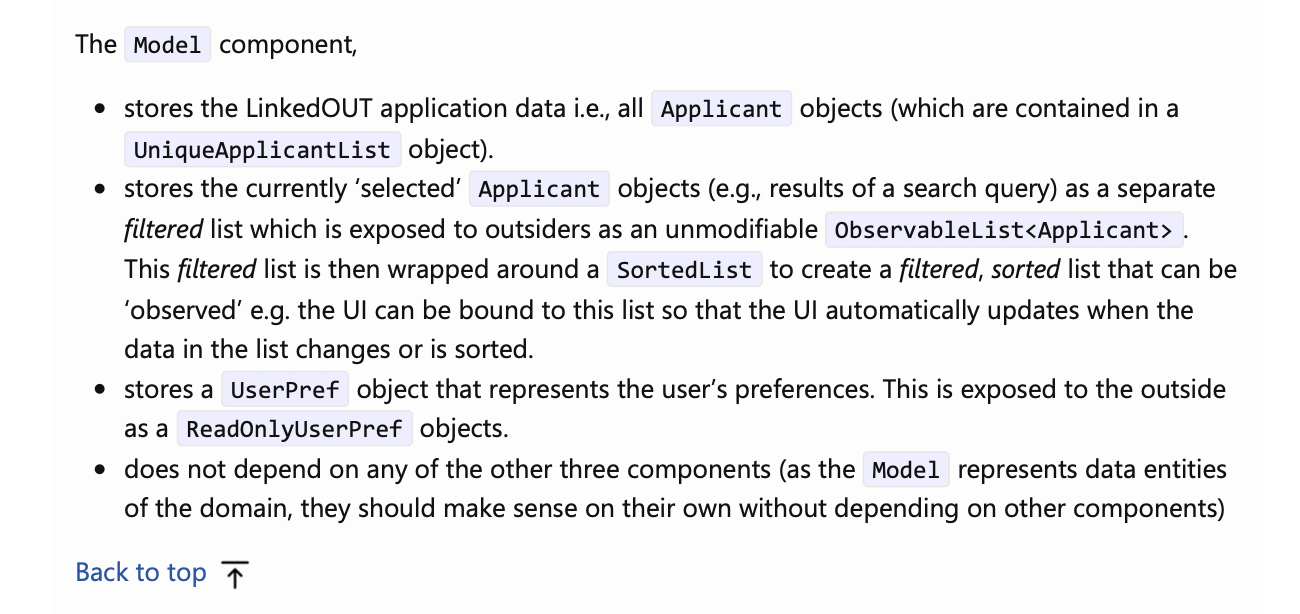 The Model component,
• stores the LinkedOUT application data i.e., all Applicant objects (which are contained in a
UniqueApplicantList object).
• stores the currently ‘selected’ Applicant objects (e.g., results of a search query) as a separate
filtered list which is exposed to outsiders as an unmodifiable ObservableList<Applicant>.
This filtered list is then wrapped around a SortedList to create a filtered, sorted list that can be
‘observed’ e.g. the UI can be bound to this list so that the UI automatically updates when the
data in the list changes or is sorted.
• stores a UserPref object that represents the user’s preferences. This is exposed to the outside
as a ReadOnlyUserPref objects.
• does not depend on any of the other three components (as the Model represents data entities
of the domain, they should make sense on their own without depending on other components)
Back to top